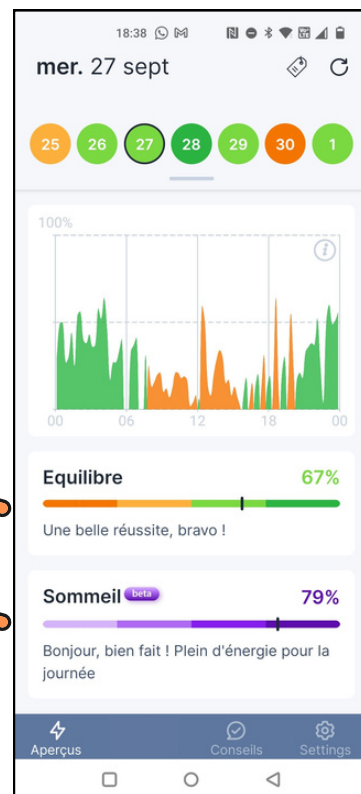 18:38
mer. 27 sept
25 26 27 28 29 30 1
100%
i
00 06 12 18 00
Equilibre 67%
Une belle réussite, bravo !
Sommeil beta 79%
Bonjour, bien fait ! Plein d'énergie pour la
journée
Aperçus Conseils Settings